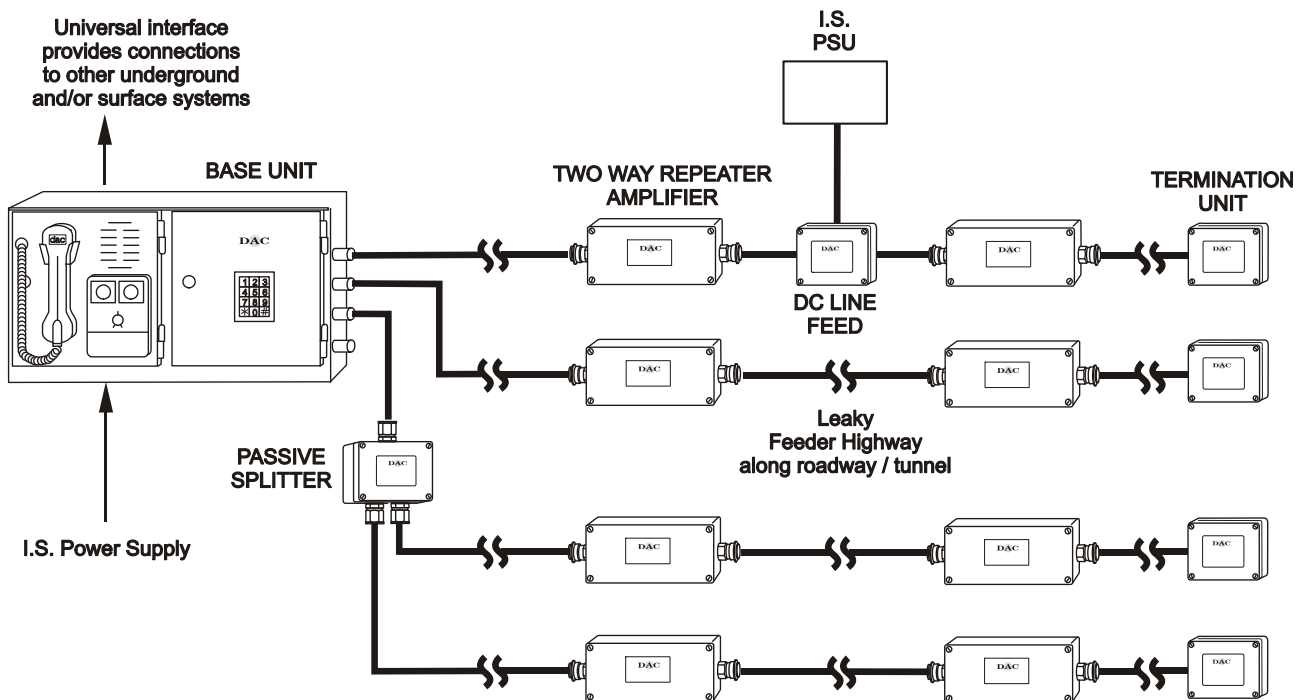 Universal interface
provides connections
to other underground
and/or surface systems
I.S.
PSU
BASE UNIT
TWO WAY REPEATER
AMPLIFIER
TERMINATION
UNIT
dac
DAC
1 2 3
4 5 6
7 8 9
* 0 #
DAC
DAC
DAC
DAC
DC LINE
FEED
DAC
DAC
DAC
Leaky
Feeder Highway
along roadway / tunnel
PASSIVE
SPLITTER
DAC
I.S. Power Supply
DAC
DAC
DAC
DAC
DAC
DAC